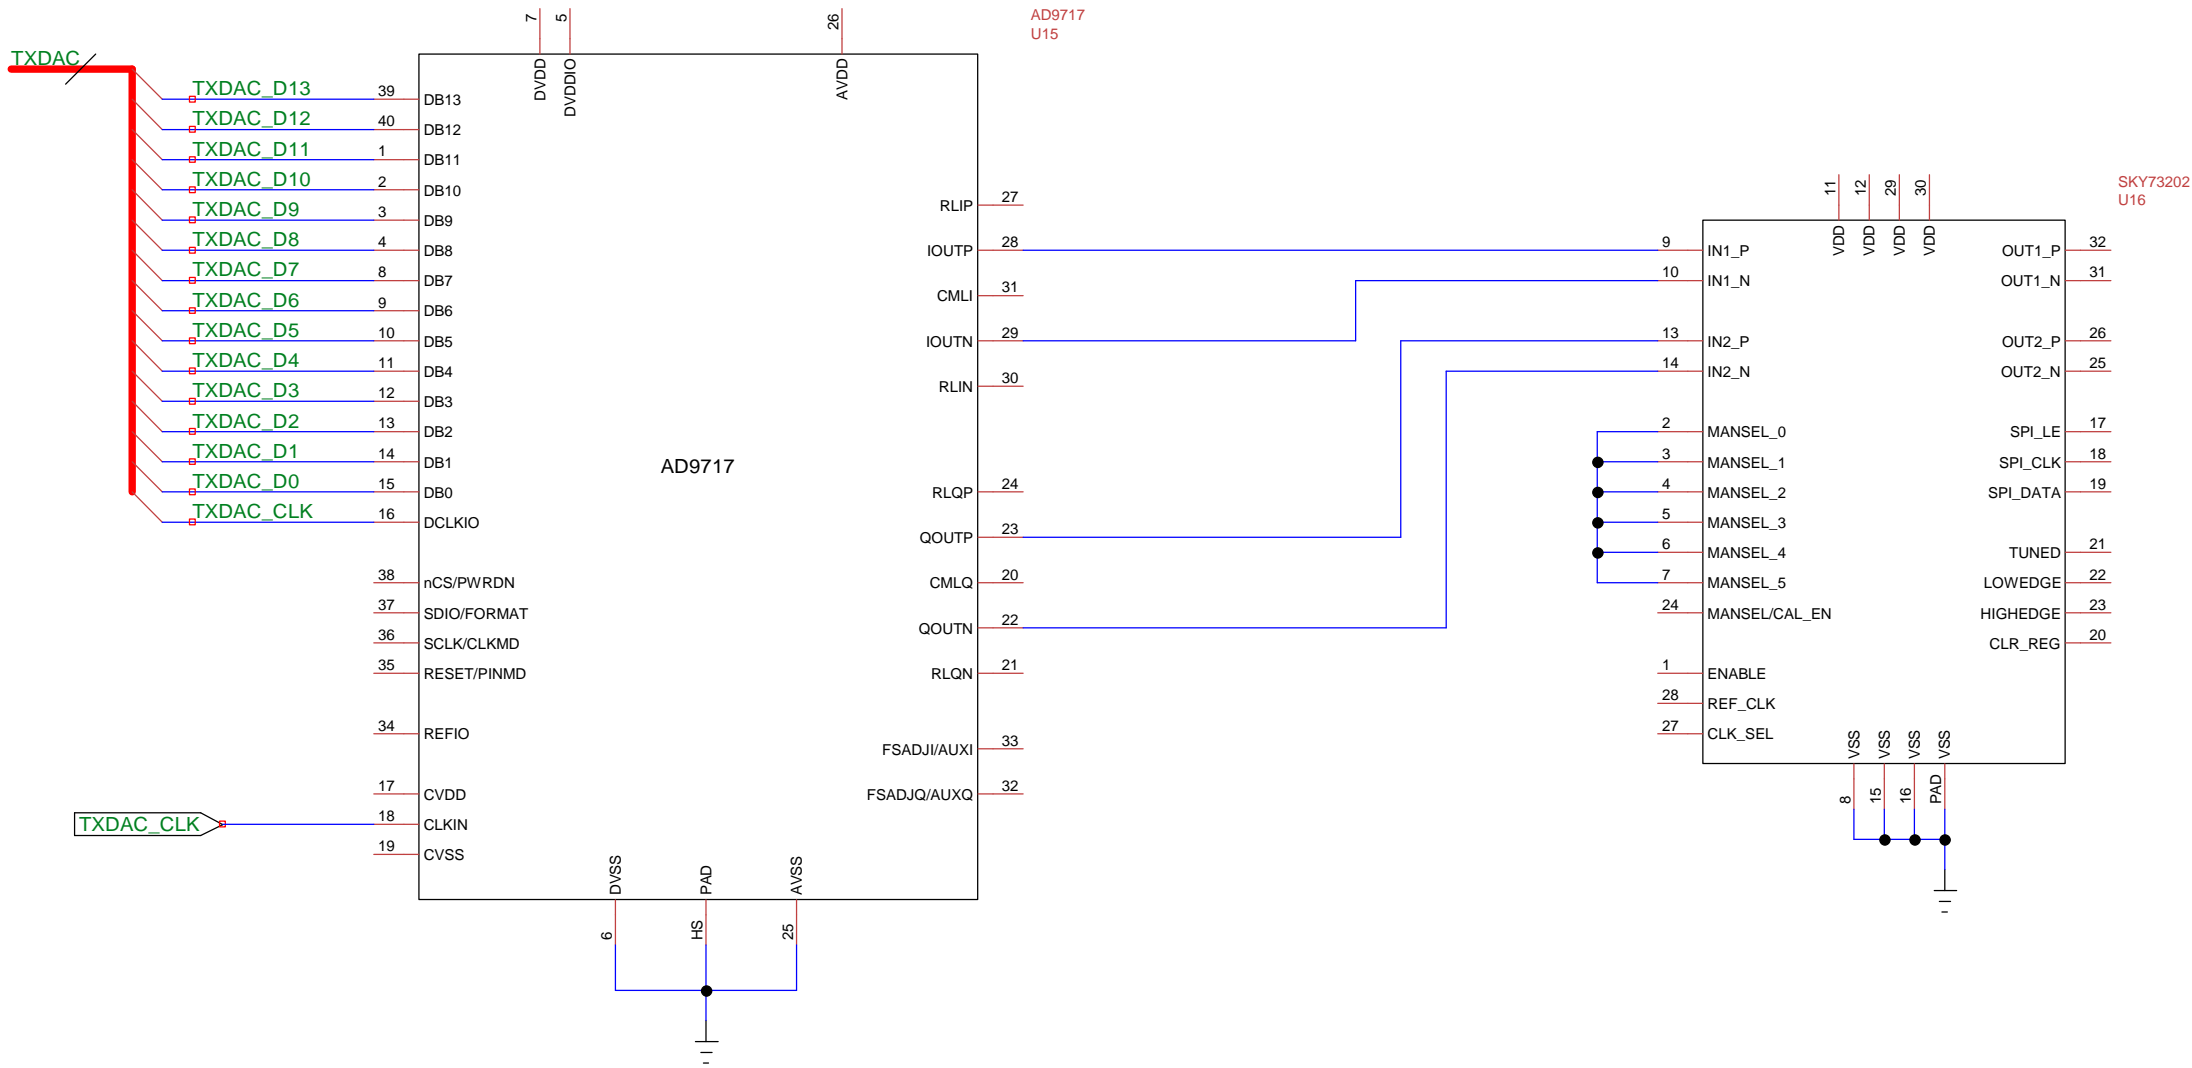 AD9717
U15
7
5
26
DVDD
DVDDIO
AVDD
TXDAC
TXDAC_D13 39 DB13
TXDAC_D12 40 DB12
TXDAC_D11 1 DB11
TXDAC_D10 2 DB10
TXDAC_D9 3 DB9
TXDAC_D8 4 DB8
TXDAC_D7 8 DB7
TXDAC_D6 9 DB6
TXDAC_D5 10 DB5
TXDAC_D4 11 DB4
TXDAC_D3 12 DB3
TXDAC_D2 13 DB2
TXDAC_D1 14 DB1
TXDAC_D0 15 DB0
TXDAC_CLK 16 DCLKIO
38 nCS/PWRDN
37 SDIO/FORMAT
36 SCLK/CLKMD
35 RESET/PINMD
34 REFIO
17 CVDD
TXDAC_CLK 18 CLKIN
19 CVSS
AD9717
RLIP 27
IOUTP 28
CMLI 31
IOUTN 29
RLIN 30
RLQP 24
QOUTP 23
CMLQ 20
QOUTN 22
RLQN 21
FSADJI/AUXI 33
FSADJQ/AUXQ 32
DVSS
PAD
AVSS
6
HS
25
SKY73202
U16
11
12
29
30
VDD
VDD
VDD
VDD
9 IN1_P
10 IN1_N
13 IN2_P
14 IN2_N
2 MANSEL_0
3 MANSEL_1
4 MANSEL_2
5 MANSEL_3
6 MANSEL_4
7 MANSEL_5
24 MANSEL/CAL_EN
1 ENABLE
28 REF_CLK
27 CLK_SEL
OUT1_P 32
OUT1_N 31
OUT2_P 26
OUT2_N 25
SPI_LE 17
SPI_CLK 18
SPI_DATA 19
TUNED 21
LOWEDGE 22
HIGHEDGE 23
CLR_REG 20
VSS
VSS
VSS
VSS
8
15
16
PAD